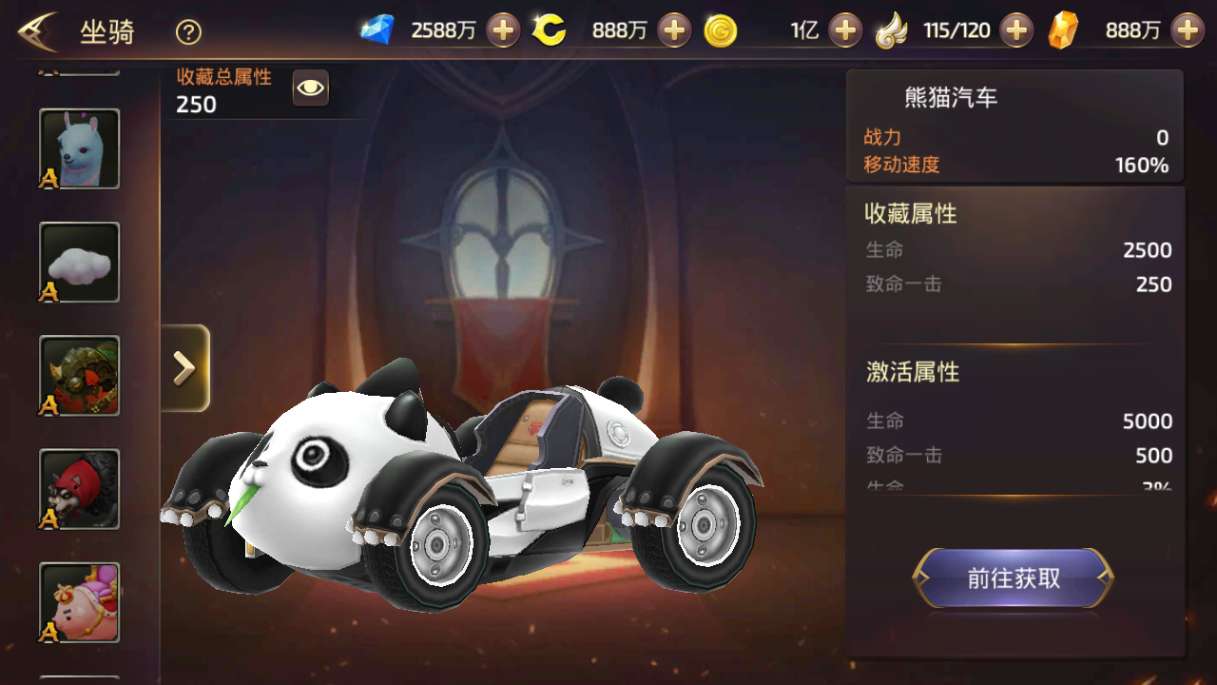 坐骑 ? 2588万 888万 1亿 115/120 888万
收藏总属性
250
A
A
A
A
A
熊猫汽车
战力 0
移动速度 160%
收藏属性
生命 2500
致命一击 250
激活属性
生命 5000
致命一击 500
生命 3%
前往获取